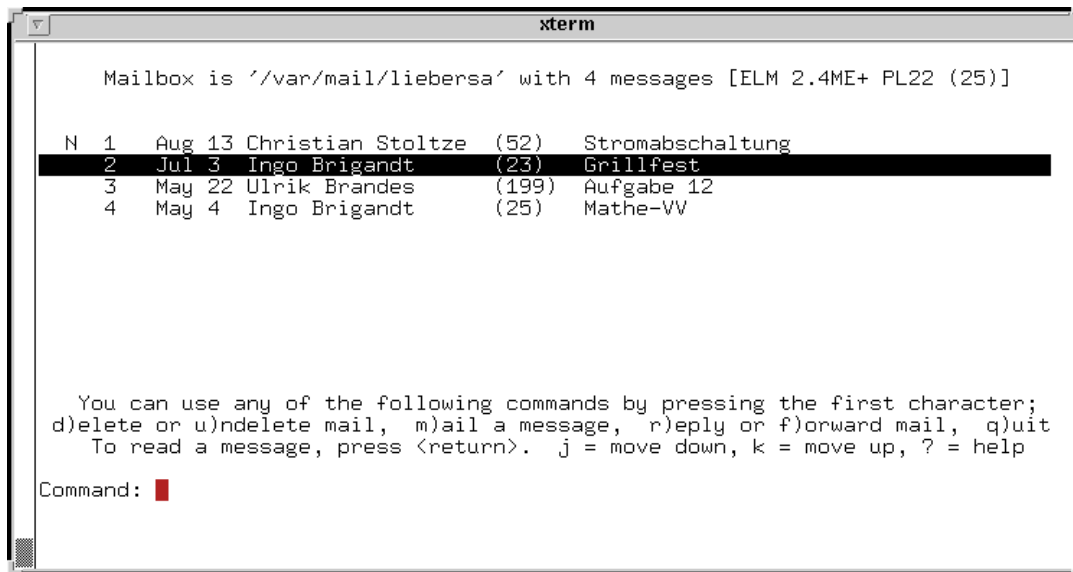 xterm
Mailbox is '/var/mail/liebersa' with 4 messages [ELM 2.4ME+ PL22 (25)]
N 1 Aug 13 Christian Stoltze (52) Stromabschaltung
2 Jul 3 Ingo Brigandt (23) Grillfest
3 May 22 Ulrik Brandes (199) Aufgabe 12
4 May 4 Ingo Brigandt (25) Mathe-VV
You can use any of the following commands by pressing the first character;
d)elete or u)ndelete mail, m)ail a message, r)eply or f)orward mail, q)uit
To read a message, press <return>. j = move down, k = move up, ? = help
Command: